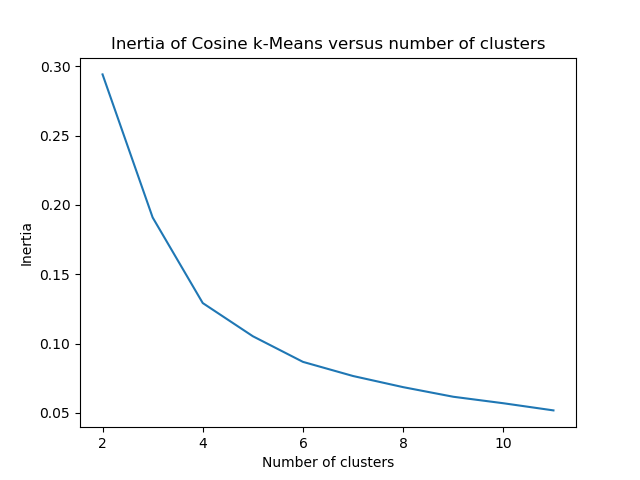 Inertia of Cosine k-Means versus number of clusters
0.30
0.25
0.20
0.15
0.10
0.05
Inertia
2 4 6 8 10
Number of clusters